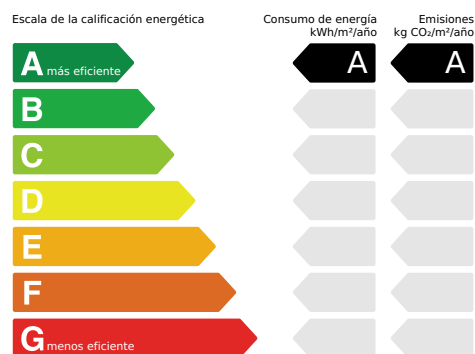 Escala de la calificación energética
Consumo de energía
kWh/m²/año
Emisiones
kg CO₂/m²/año
A más eficiente
A
A
B
C
D
E
F
G menos eficiente